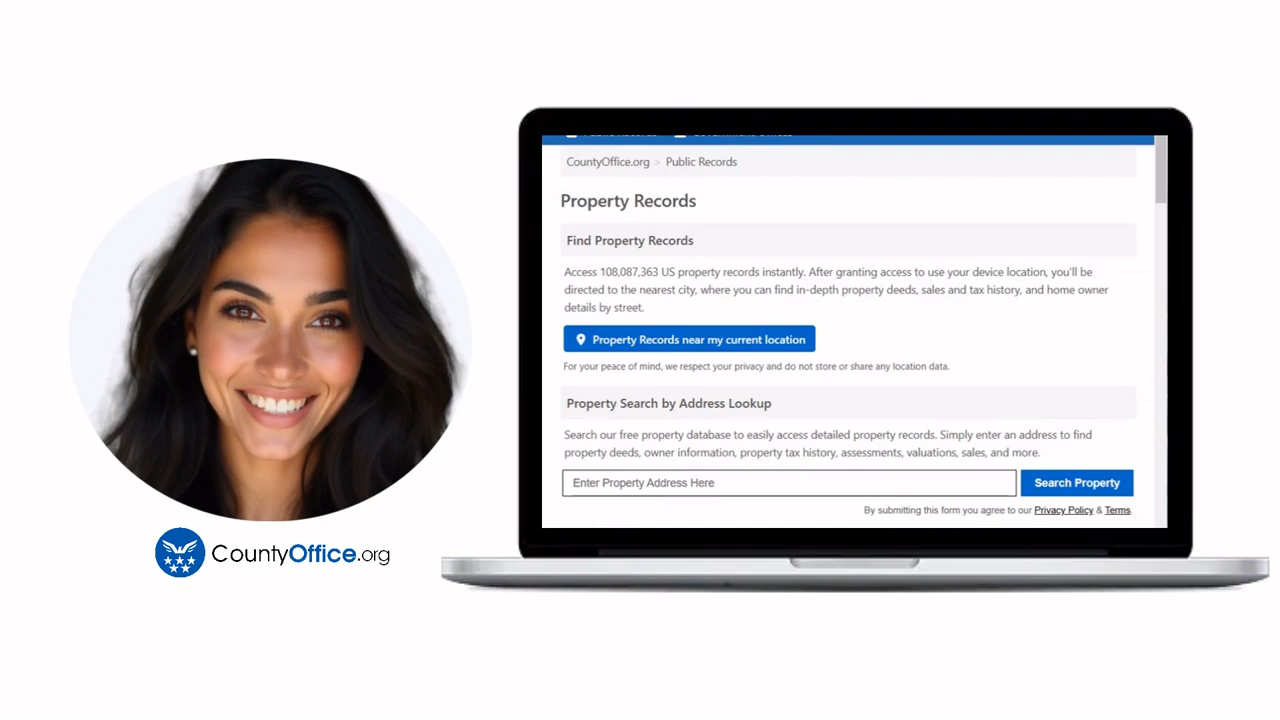 CountyOffice.org > Public Records
Property Records
Find Property Records
Access 108,087,363 US property records instantly. After granting access to use your device location, you'll be
directed to the nearest city, where you can find in-depth property deeds, sales and tax history, and home owner
details by street.
Property Records near my current location
For your peace of mind, we respect your privacy and do not store or share any location data.
Property Search by Address Lookup
Search our free property database to easily access detailed property records. Simply enter an address to find
property deeds, owner information, property tax history, assessments, valuations, sales, and more.
Enter Property Address Here
Search Property
By submitting this form you agree to our Privacy Policy & Terms.
CountyOffice.org